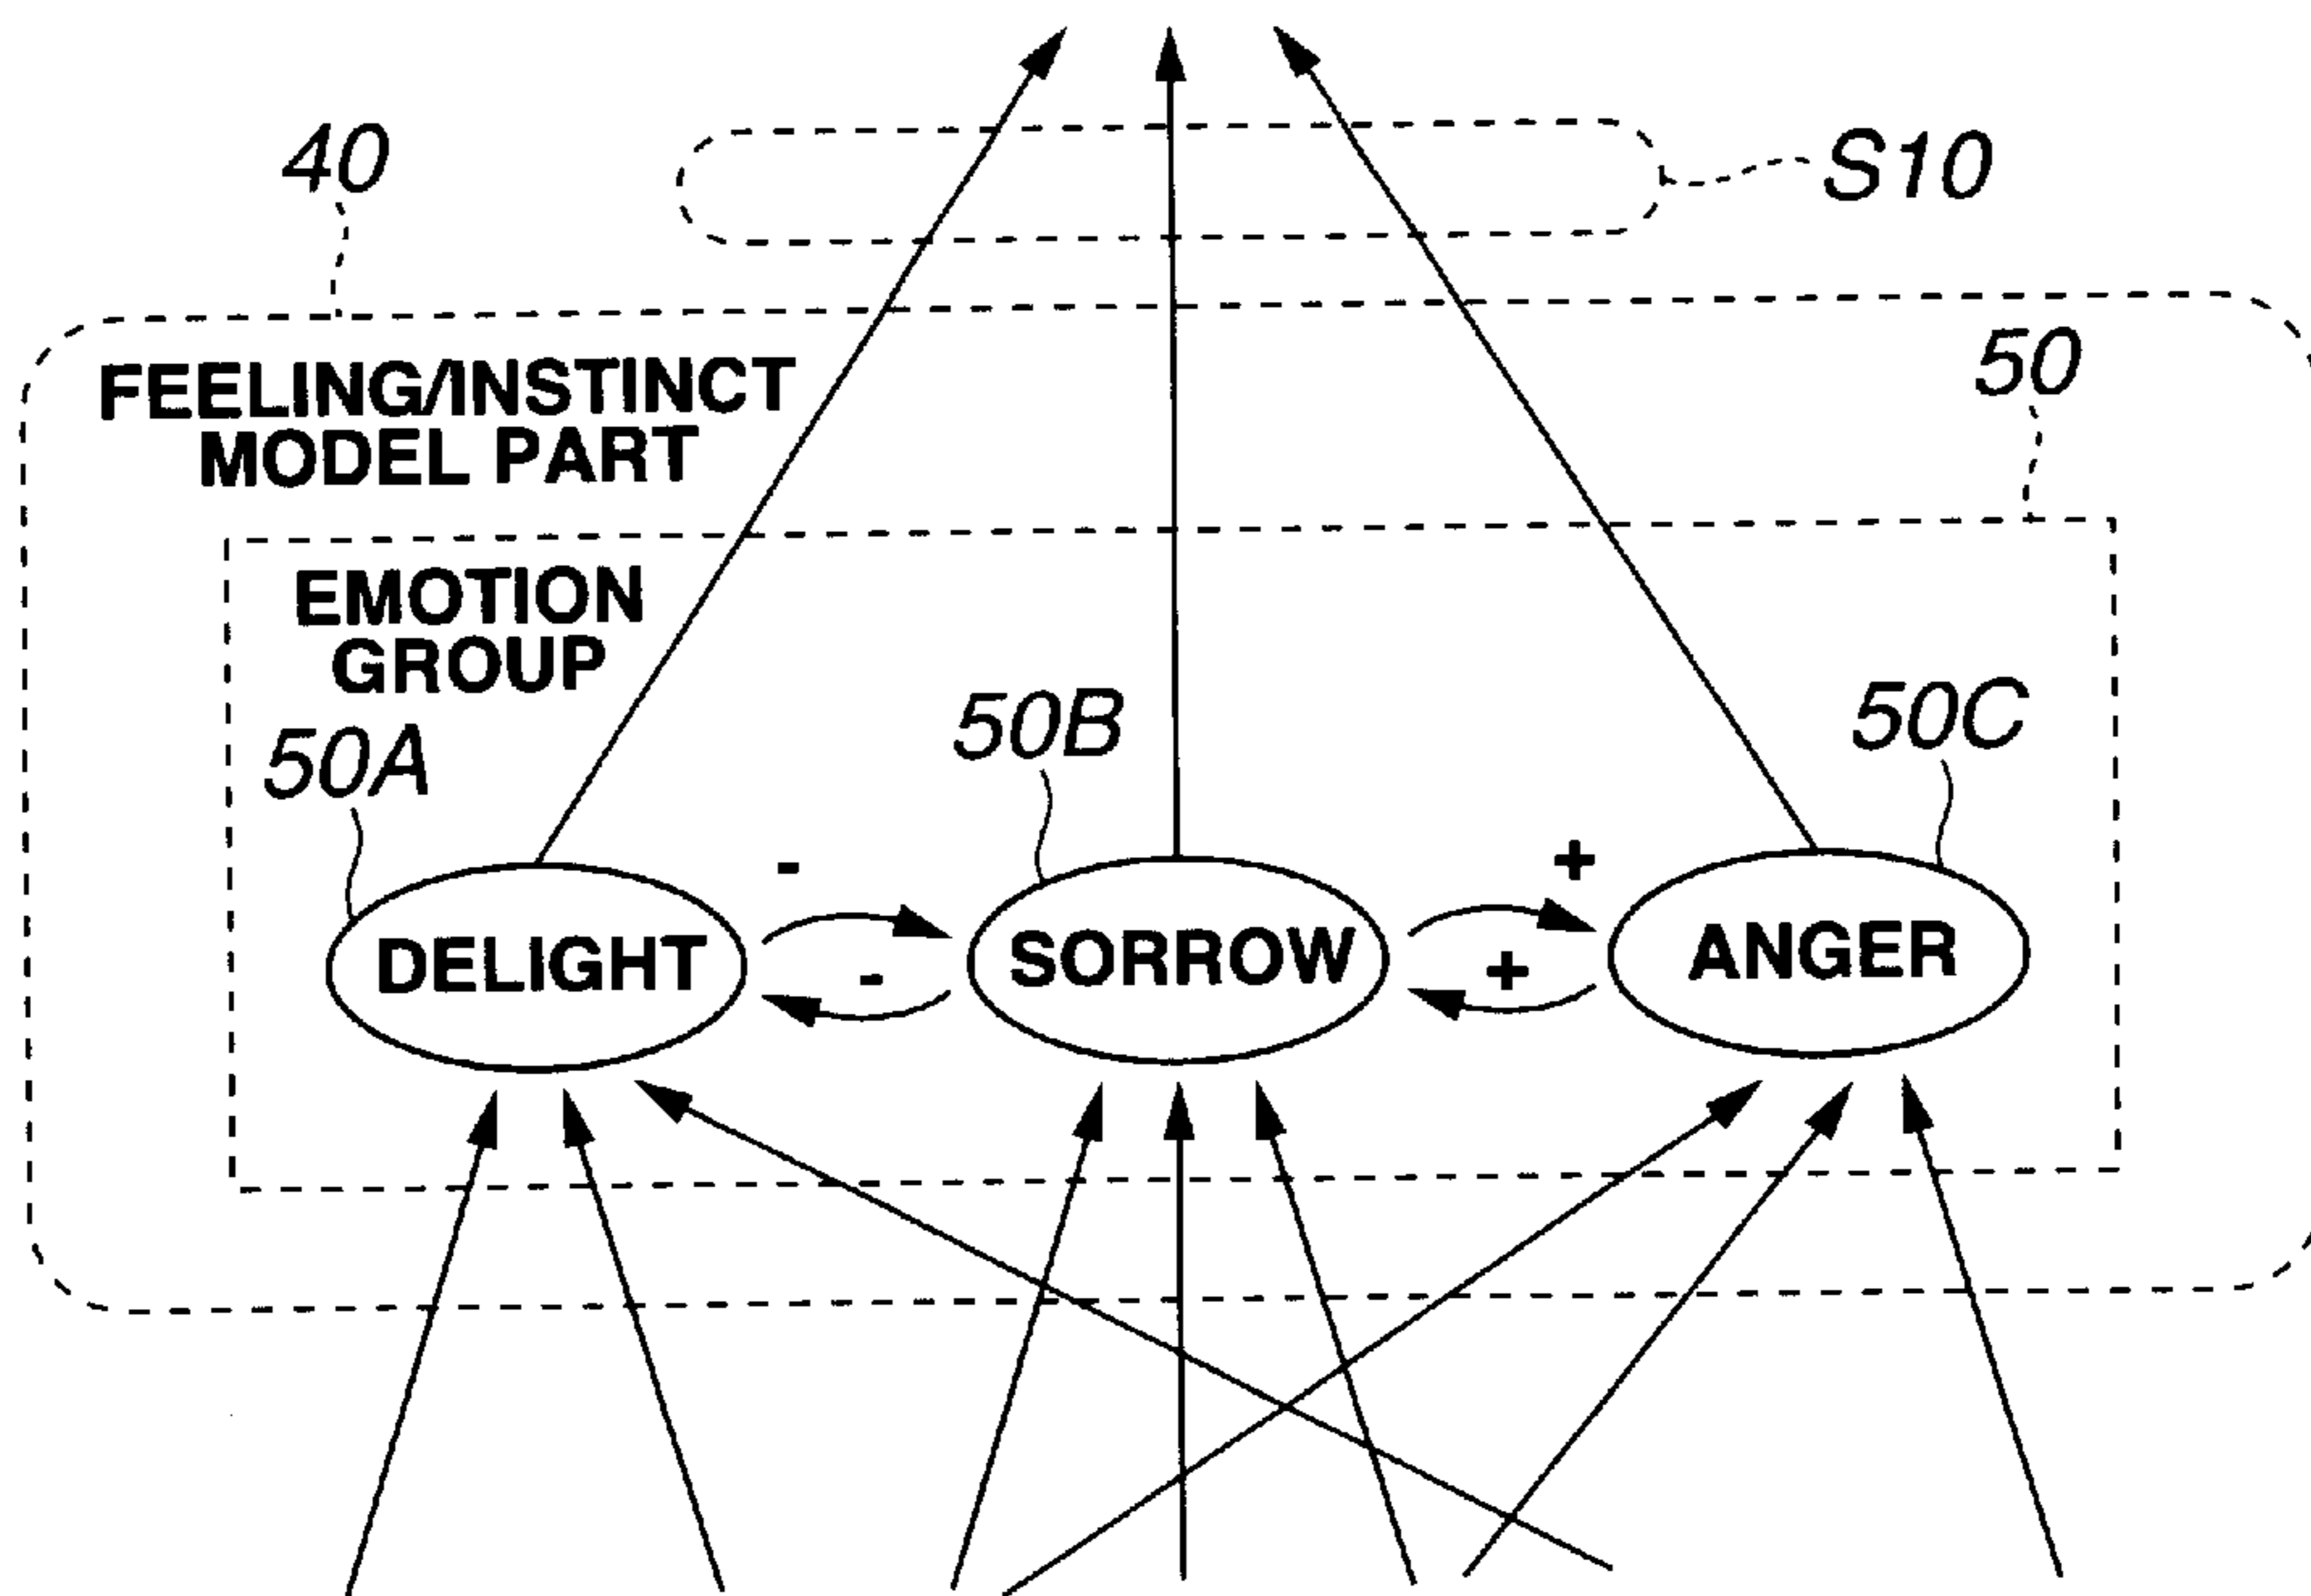 40
S10
FEELING/INSTINCT
MODEL PART
50
EMOTION
GROUP
50A
50B
50C
-
+
DELIGHT
-
SORROW
+
ANGER